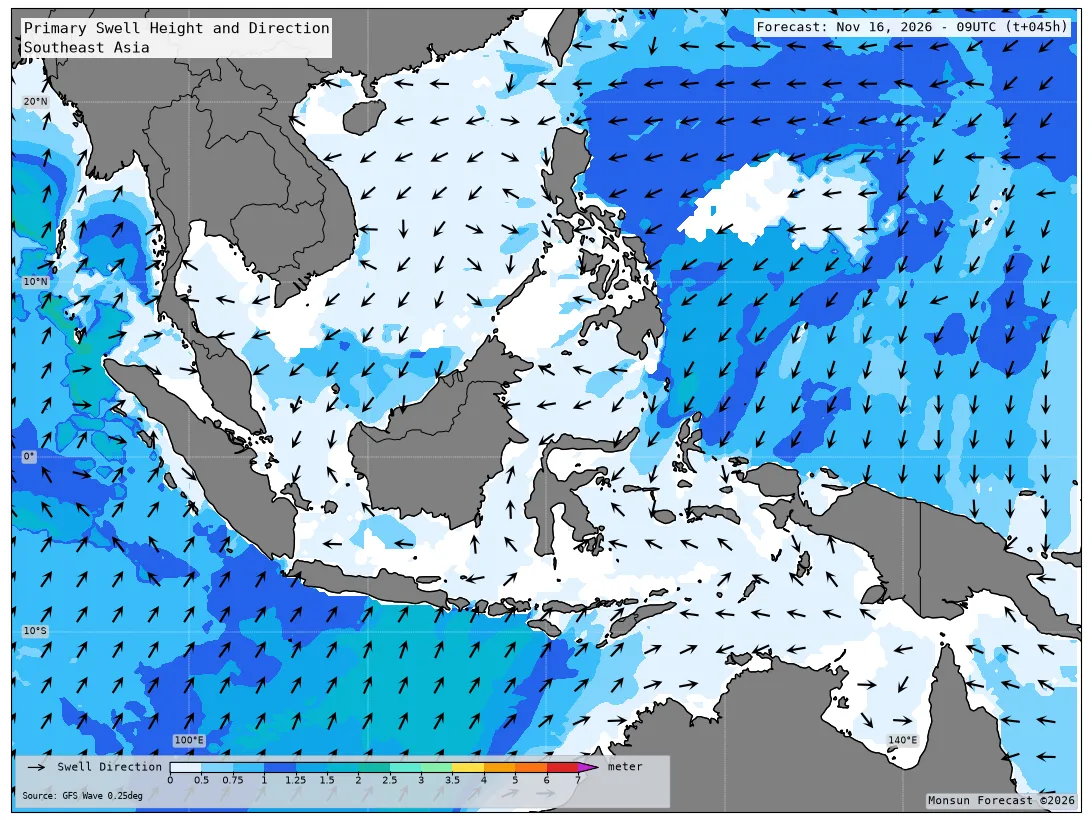 Primary Swell Height and Direction
Southeast Asia
Forecast: Nov 16, 2026 - 09UTC (t+045h)
20°N
10°N
0°
10°S
100°E
140°E
Swell Direction
0 0.5 0.75 1 1.25 1.5 2 2.5 3 3.5 4 5 6 7
meter
Source: GFS Wave 0.25deg
Monsun Forecast ©2026